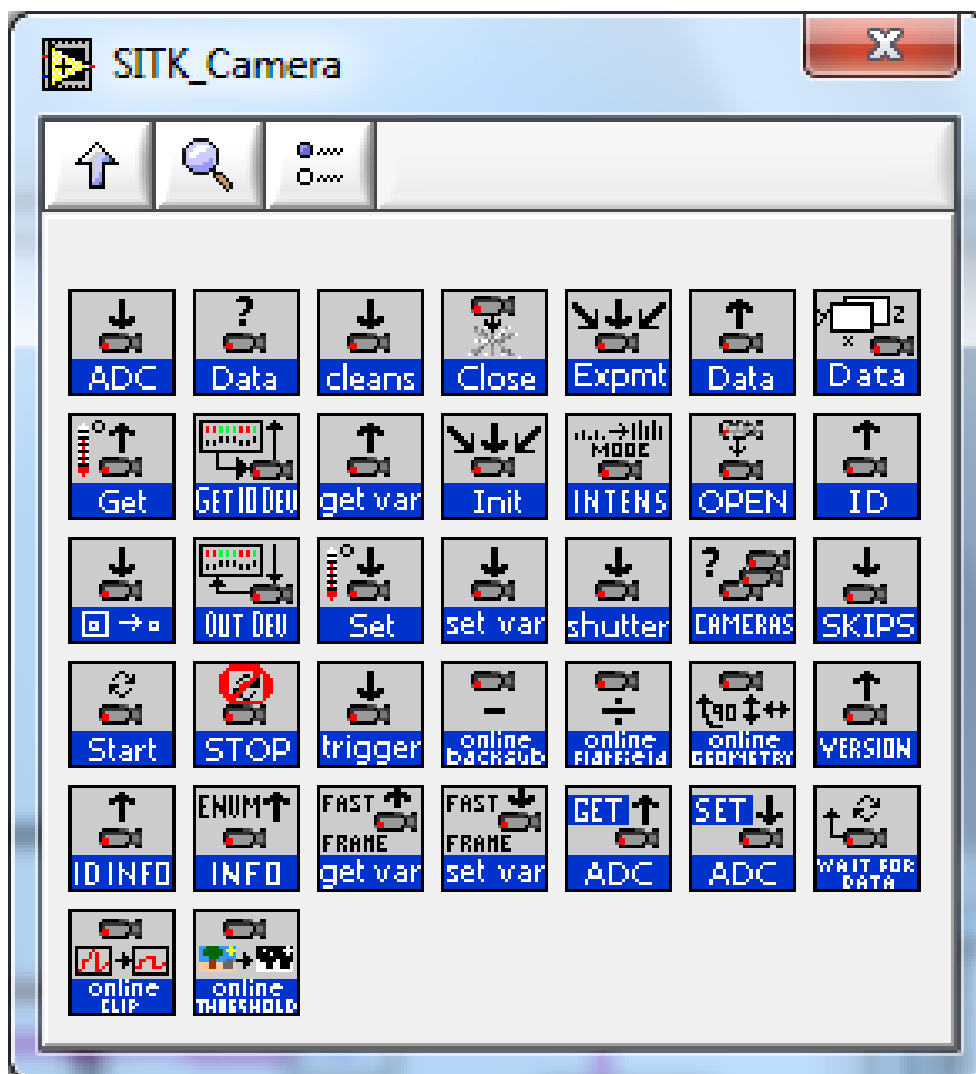 SITK_Camera
ADC ? Data cleans Close Expmt Data y z x Data
° Get GET IO DEV get var Init MODE INTENS OPEN ID
OUT DEV ° Set set var shutter ? CAMERAS SKIPS
Start STOP trigger − online backsub ÷ online flatfield 90 online GEOMETRY VERSION
ID INFO ENUM INFO FAST FRAME get var FAST FRAME set var GET ADC SET ADC WAIT FOR DATA
online CLIP online THRESHOLD